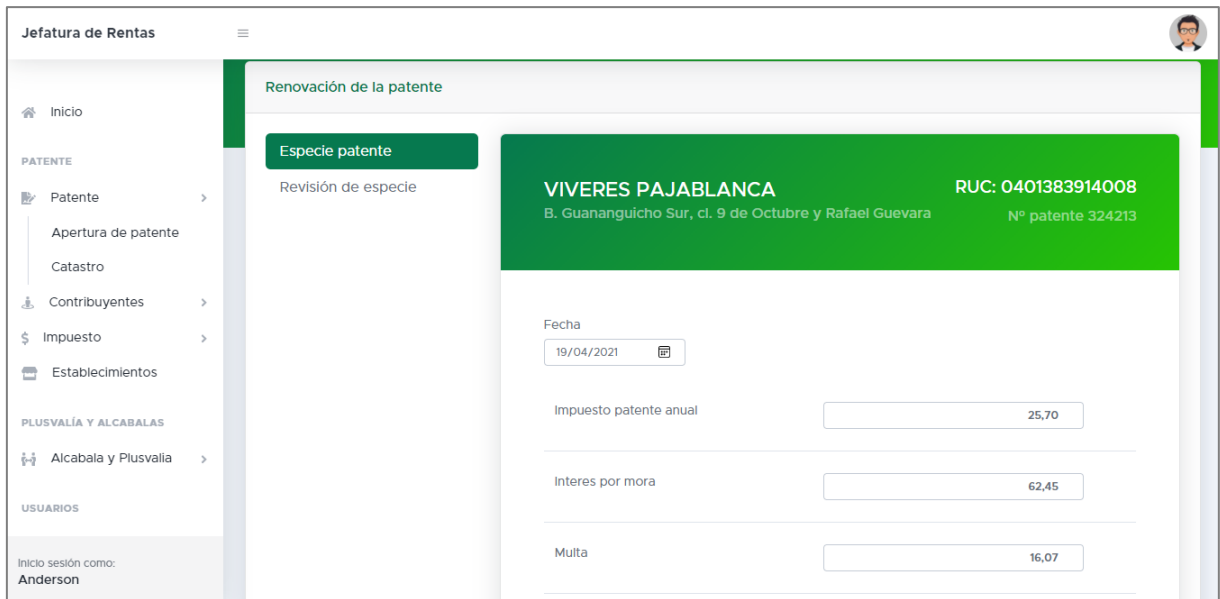 Jefatura de Rentas
Inicio
PATENTE
Patente
Apertura de patente
Catastro
Contribuyentes
Impuesto
Establecimientos
PLUSVALÍA Y ALCABALAS
Alcabala y Plusvalia
USUARIOS
Inicio sesión como:
Anderson
Renovación de la patente
Especie patente
Revisión de especie
VIVERES PAJABLANCA
RUC: 0401383914008
B. Guananguicho Sur, cl. 9 de Octubre y Rafael Guevara
Nº patente 324213
Fecha
19/04/2021
Impuesto patente anual
25,70
Interes por mora
62,45
Multa
16,07